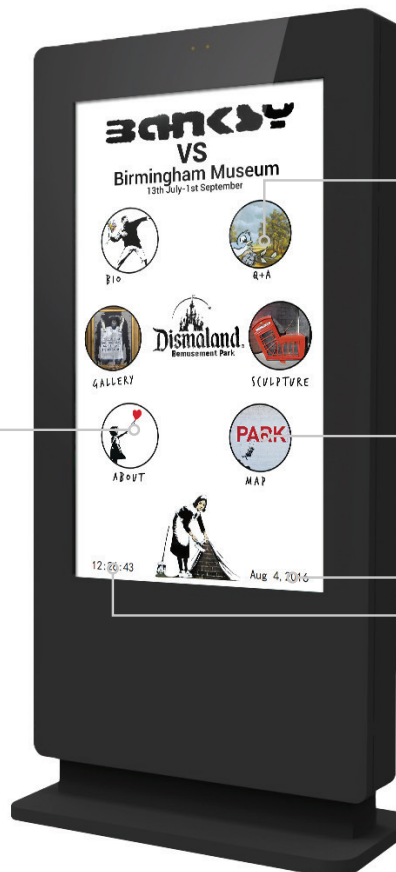 BANKSY
VS
Birmingham Museum
13th July-1st September
BIO
Q+A
GALLERY
Dismaland
Bemusement Park
SCULPTURE
ABOUT
PARK
MAP
12:26:43
Aug 4, 2016